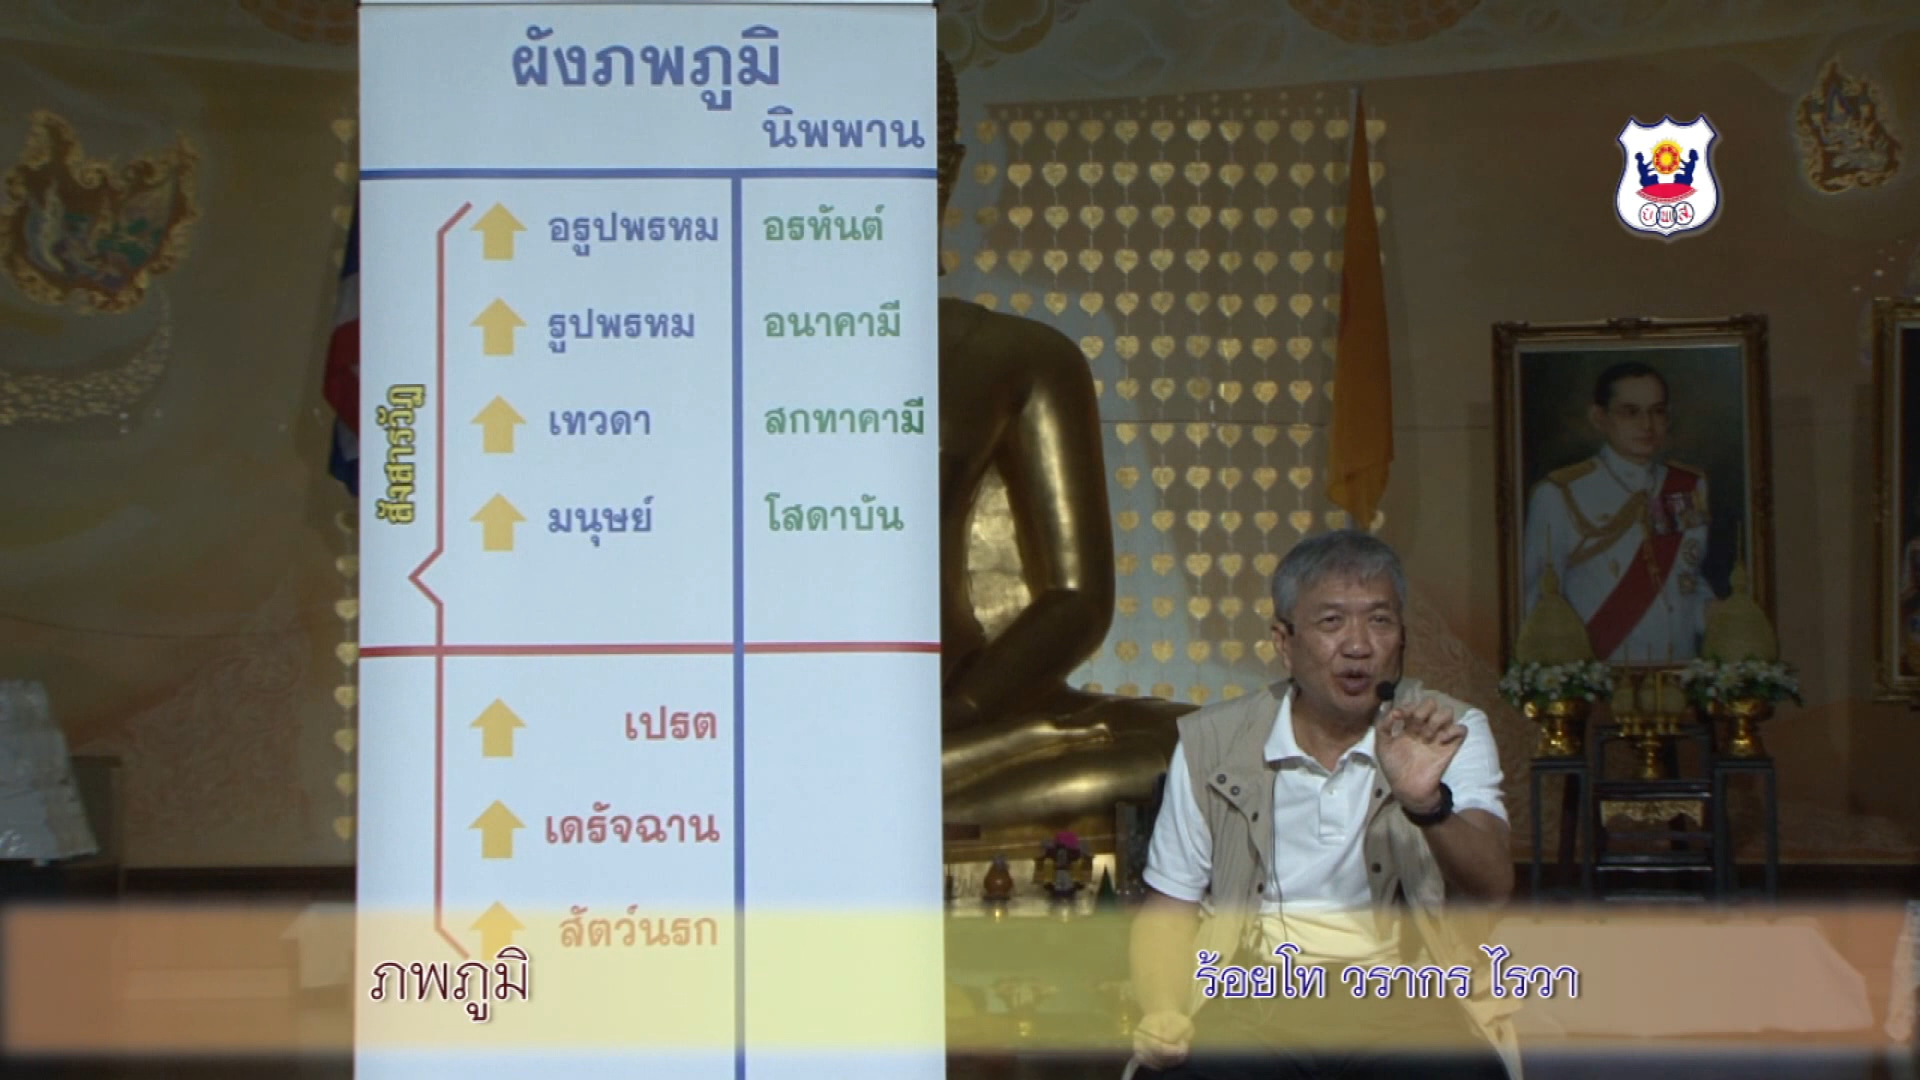 ผังภพภูมิ
นิพพาน
อรูปพรหม อรหันต์
รูปพรหม อนาคามี
เทวดา สกทาคามี
มนุษย์ โสดาบัน
สังสารวัฏ
เปรต
เดรัจฉาน
สัตว์นรก
ภพภูมิ
ร้อยโท วรากร ไรวา
ยพส